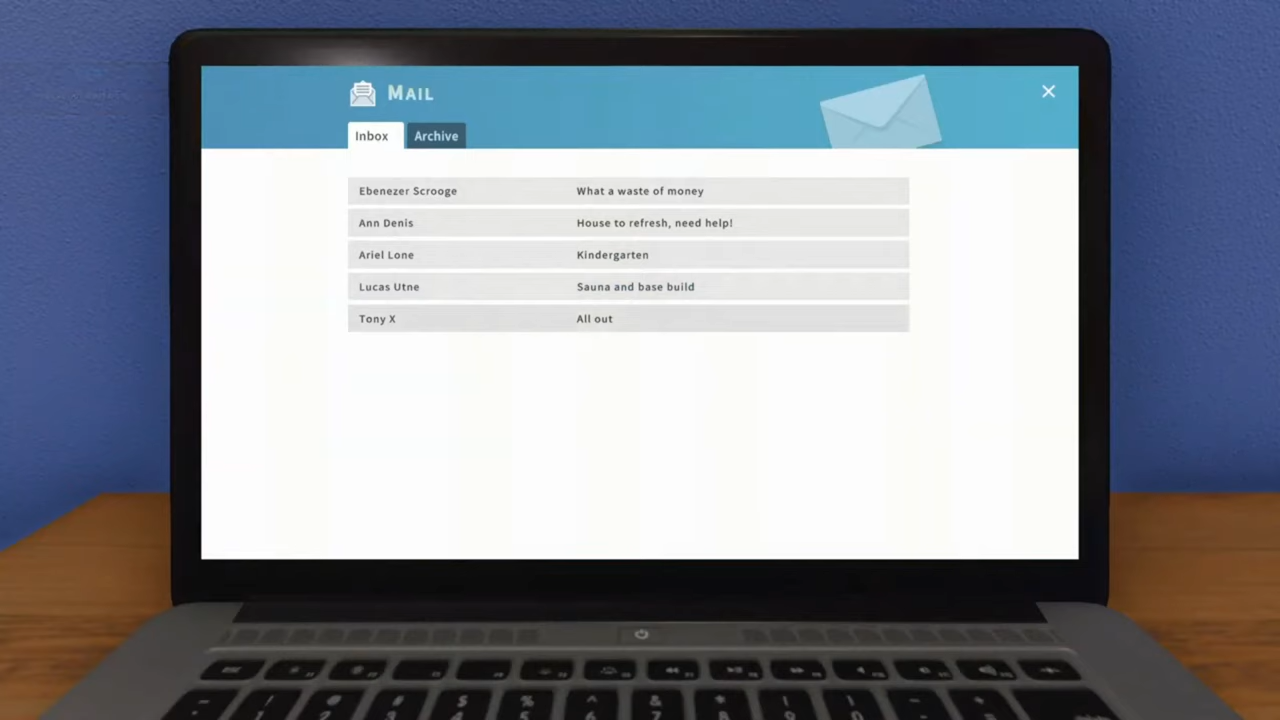 MAIL
Inbox Archive
Ebenezer Scrooge What a waste of money
Ann Denis House to refresh, need help!
Ariel Lone Kindergarten
Lucas Utne Sauna and base build
Tony X All out